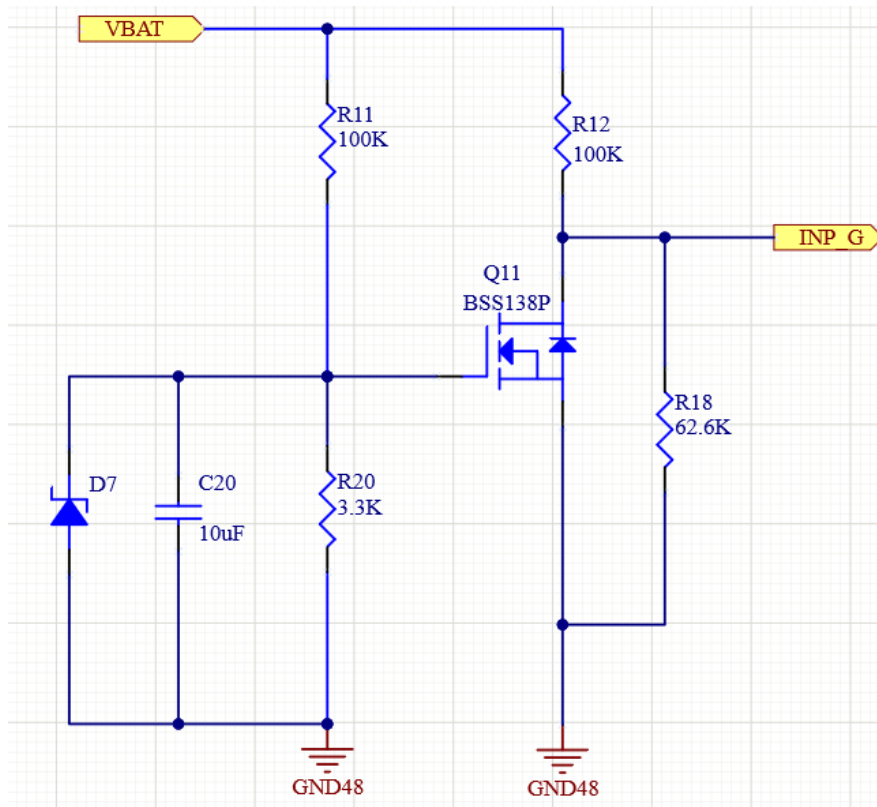 VBAT
R11
100K
R12
100K
INP_G
Q11
BSS138P
R18
62.6K
D7
C20
10uF
R20
3.3K
GND48
GND48